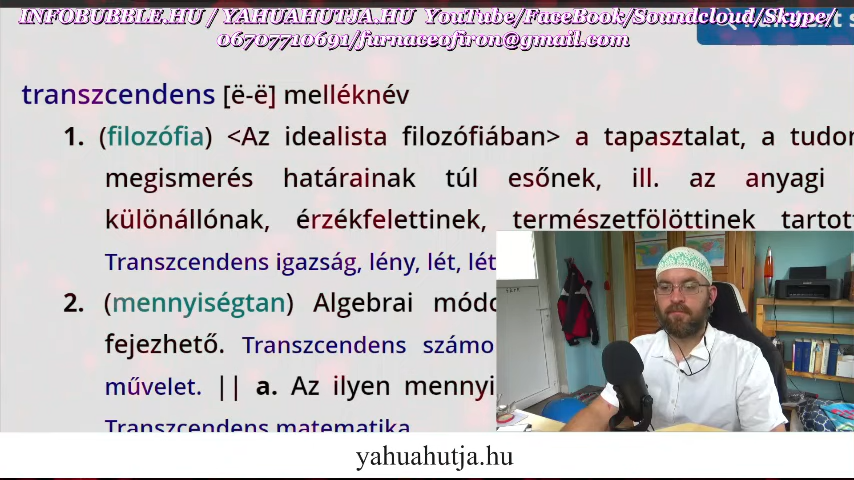 INFOBUBBLE.HU / YAHUAHUTJA.HU YouTube/FaceBook/Soundcloud/Skype/
06707710691/furnaceofiron@gmail.com
transzcendens [ë-ë] melléknév
1. (filozófia) <Az idealista filozófiában> a tapasztalat, a tudo
megismerés határainak túl esőnek, ill. az anyagi
különállónak, érzékfelettinek, természetfölöttinek tartot
Transzcendens igazság, lény, lét, lét
2. (mennyiségtan) Algebrai módo
fejezhető. Transzcendens számo
művelet. || a. Az ilyen mennyi
Transzcendens matematika.
yahuahutja.hu